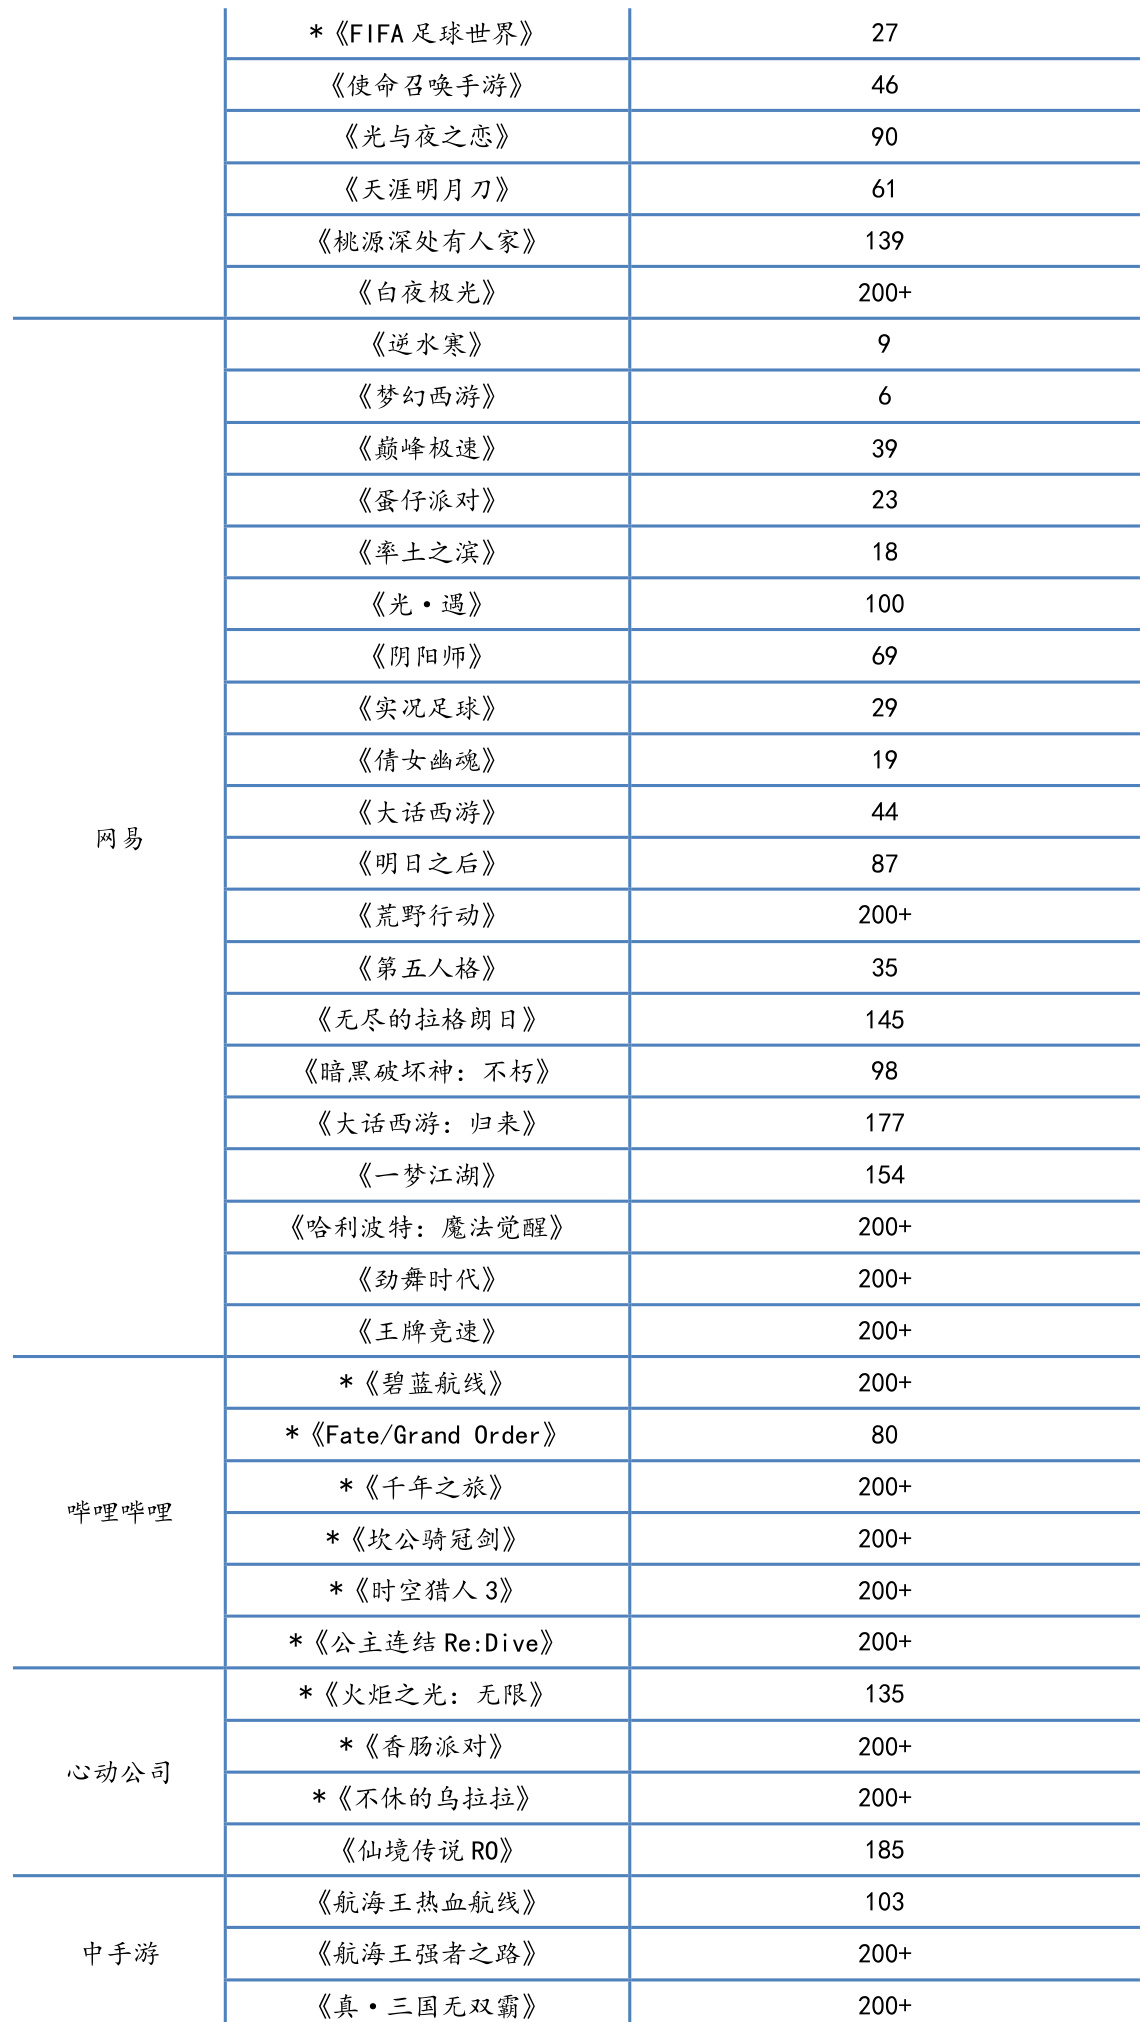 *《FIFA 足球世界》 27
《使命召唤手游》 46
《光与夜之恋》 90
《天涯明月刀》 61
《桃源深处有人家》 139
《白夜极光》 200+
网易
《逆水寒》 9
《梦幻西游》 6
《巅峰极速》 39
《蛋仔派对》 23
《率土之滨》 18
《光·遇》 100
《阴阳师》 69
《实况足球》 29
《倩女幽魂》 19
《大话西游》 44
《明日之后》 87
《荒野行动》 200+
《第五人格》 35
《无尽的拉格朗日》 145
《暗黑破坏神：不朽》 98
《大话西游：归来》 177
《一梦江湖》 154
《哈利波特：魔法觉醒》 200+
《劲舞时代》 200+
《王牌竞速》 200+
哔哩哔哩
*《碧蓝航线》 200+
*《Fate/Grand Order》 80
*《千年之旅》 200+
*《坎公骑冠剑》 200+
*《时空猎人 3》 200+
*《公主连结 Re:Dive》 200+
心动公司
*《火炬之光：无限》 135
*《香肠派对》 200+
*《不休的乌拉拉》 200+
《仙境传说 RO》 185
中手游
《航海王热血航线》 103
《航海王强者之路》 200+
《真·三国无双霸》 200+